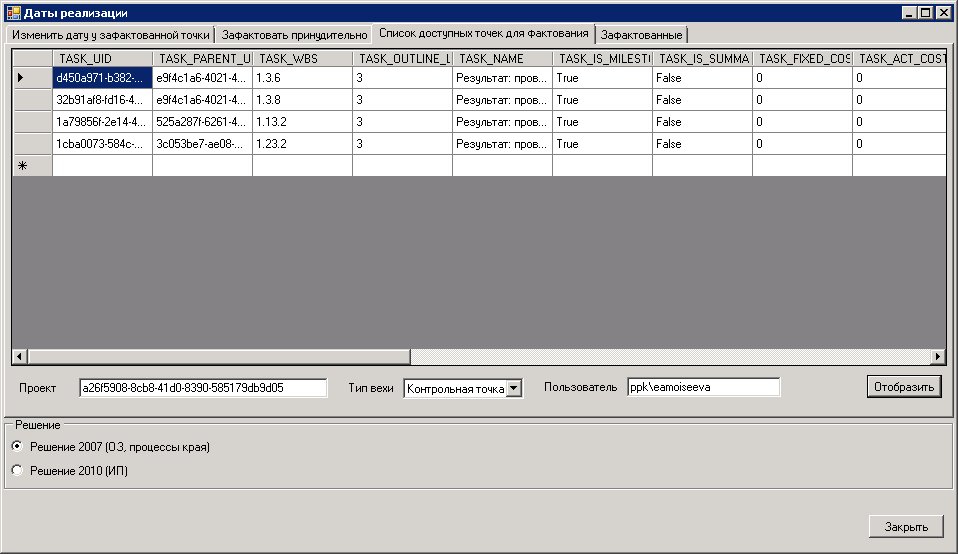 Даты реализации
Изменить дату у зафактованной точки Зафактовать принудительно Список доступных точек для фактования Зафактованные
TASK_UID TASK_PARENT_U TASK_WBS TASK_OUTLINE_L TASK_NAME TASK_IS_MILEST TASK_IS_SUMMA TASK_FIXED_COS TASK_ACT_COST
d450a971-b382-... e9f4c1a6-4021-4... 1.3.6 3 Результат: пров... True False 0 0
32b91af8-fd16-4... e9f4c1a6-4021-4... 1.3.8 3 Результат: пров... True False 0 0
1a79856f-2e14-4... 525a287f-6261-4... 1.13.2 3 Результат: пров... True False 0 0
1cba0073-584c-... 3c053be7-ae08-... 1.23.2 3 Результат: пров... True False 0 0
Проект a26f5908-8cb8-41d0-8390-585179db9d05 Тип вехи Контрольная точка Пользователь ppk\eamoiseeva Отобразить
Решение
Решение 2007 (ОЗ, процессы края)
Решение 2010 (ИП)
Закрыть